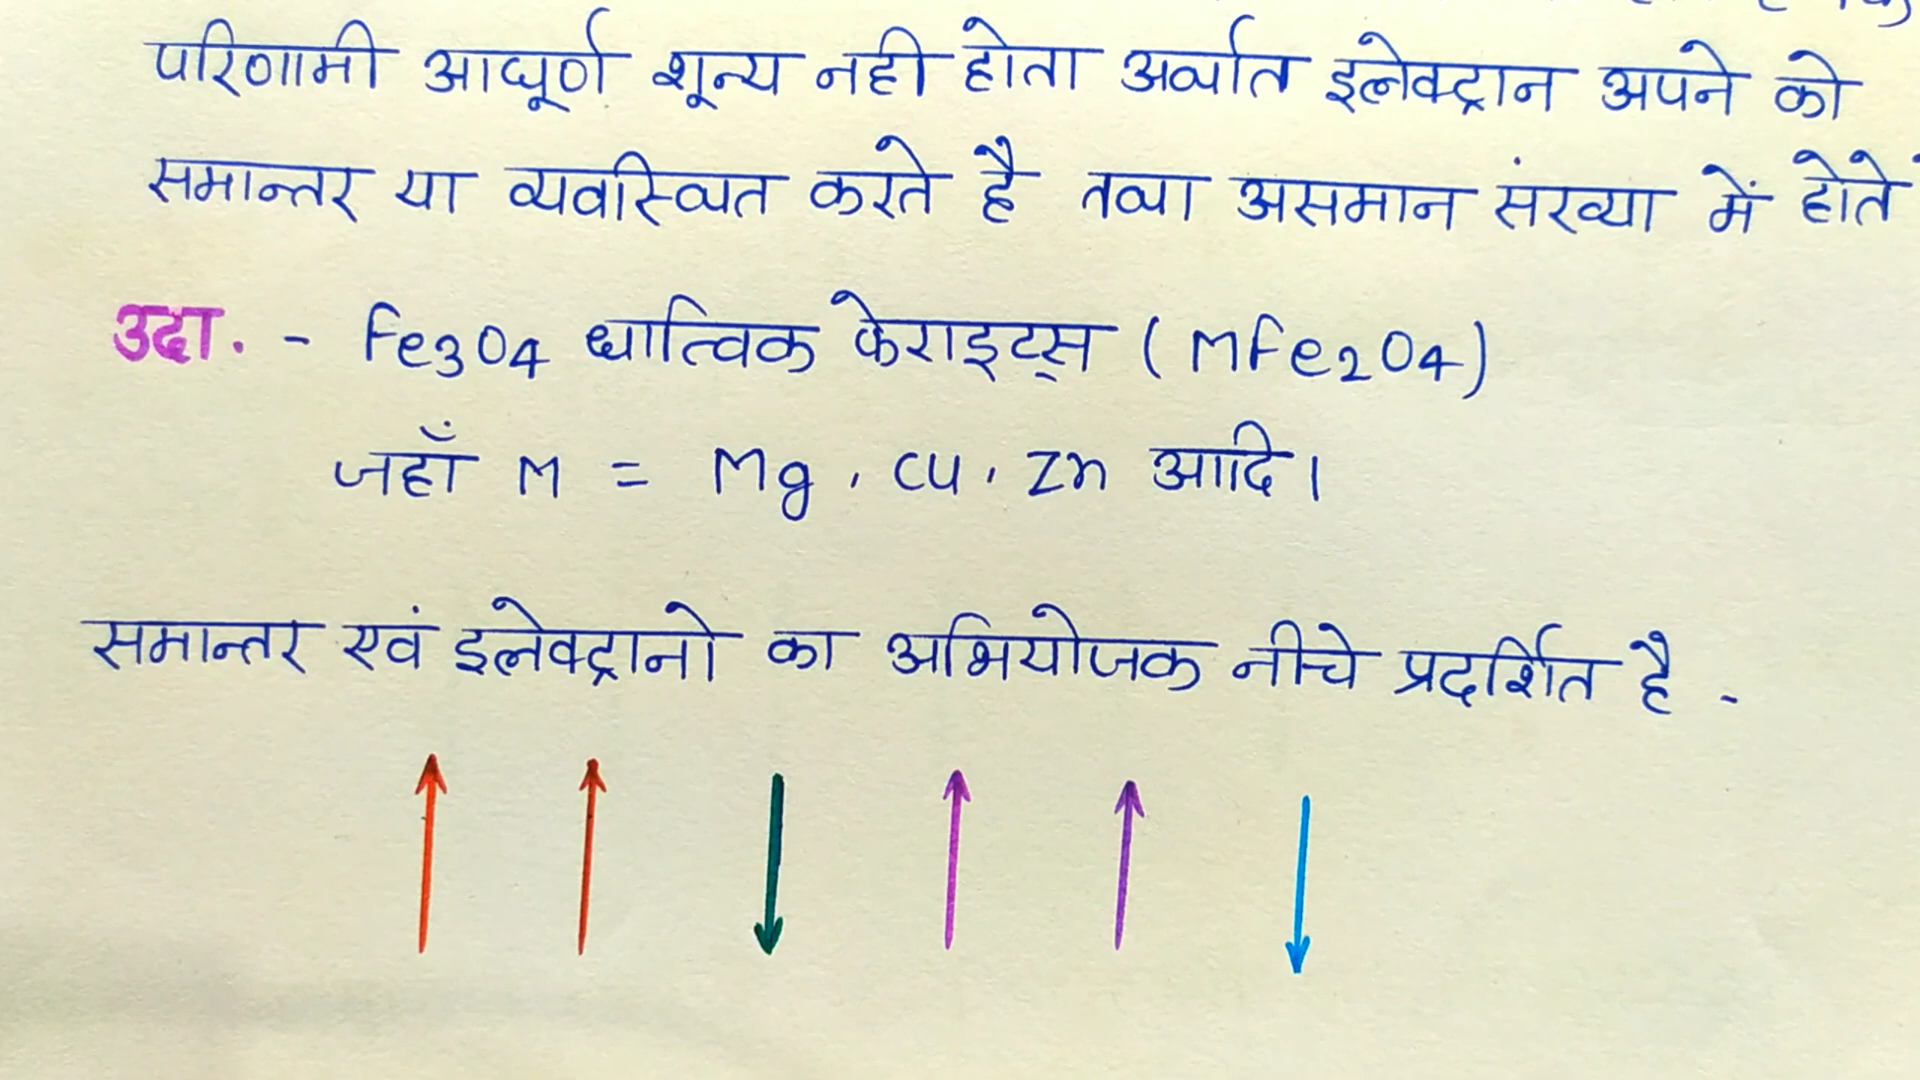 परिणामी आघूर्ण शून्य नही होता अर्थात इलेक्ट्रान अपने को
समान्तर या व्यवस्थित करते है तथा असमान संख्या में होते
उदा. - Fe3O4 धात्विक फेराइट्स (MFe2O4)
जहाँ M = Mg, Cu, Zn आदि।
समान्तर एवं इलेक्ट्रानो का अभियोजक नीचे प्रदर्शित है -